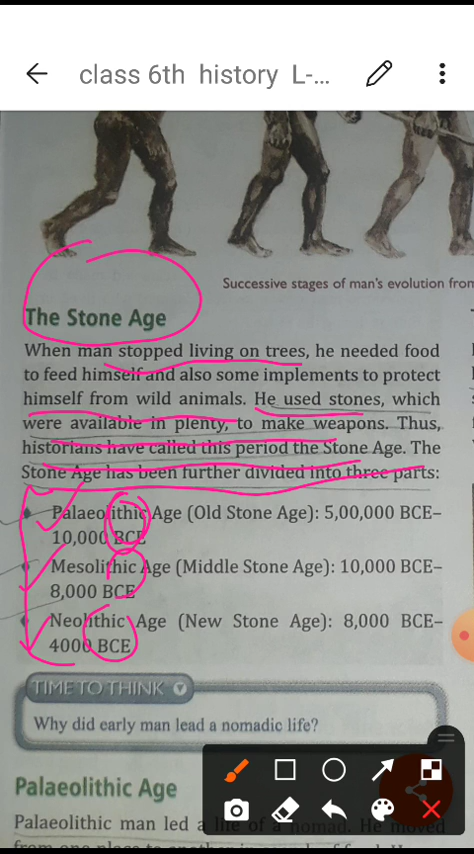 class 6th history L-...
Successive stages of man's evolution from
The Stone Age
When man stopped living on trees, he needed food
to feed himself and also some implements to protect
himself from wild animals. He used stones, which
were available in plenty, to make weapons. Thus,
historians have called this period the Stone Age. The
Stone Age has been further divided into three parts:
Palaeolithic Age (Old Stone Age): 5,00,000 BCE–
10,000 BCE
Mesolithic Age (Middle Stone Age): 10,000 BCE–
8,000 BCE
Neolithic Age (New Stone Age): 8,000 BCE–
4000 BCE
TIME TO THINK
Why did early man lead a nomadic life?
Palaeolithic Age
Palaeolithic man led a life of a nomad. He moved
from one place to another